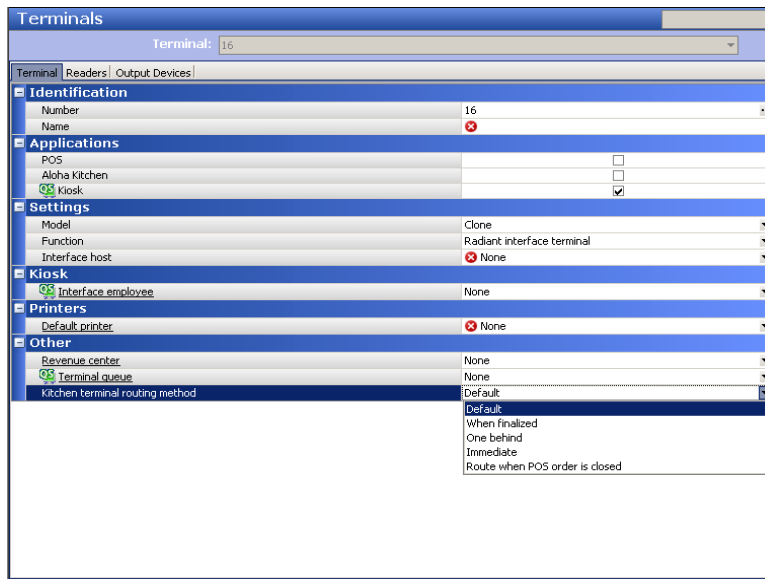 Terminals
Terminal: 16
Terminal Readers Output Devices
Identification
Number 16
Name
Applications
POS
Aloha Kitchen
QS Kiosk
Settings
Model Clone
Function Radiant interface terminal
Interface host None
Kiosk
QS Interface employee None
Printers
Default printer None
Other
Revenue center None
QS Terminal queue None
Kitchen terminal routing method Default
Default
When finalized
One behind
Immediate
Route when POS order is closed